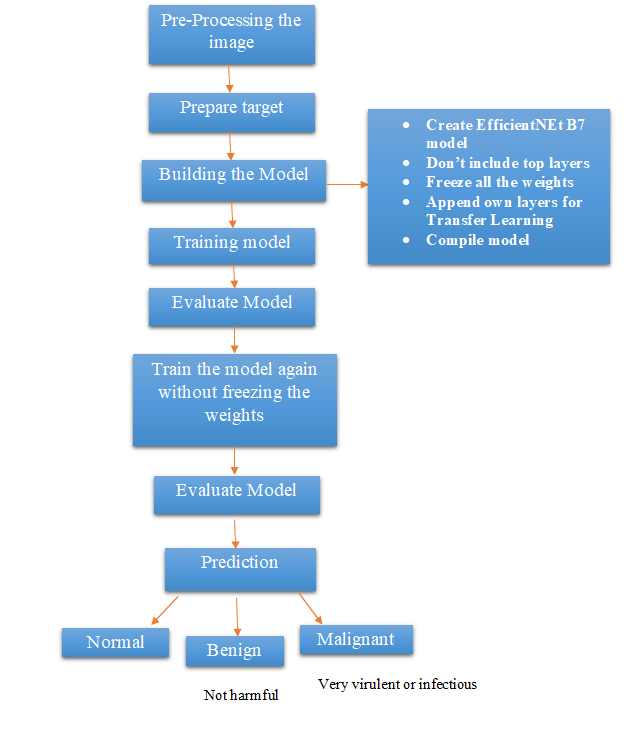 Pre-Processing the
image
Prepare target
Building the Model
• Create EfficientNEt B7
model
• Don't include top layers
• Freeze all the weights
• Append own layers for
Transfer Learning
• Compile model
Training model
Evaluate Model
Train the model again
without freezing the
weights
Evaluate Model
Prediction
Normal
Benign
Malignant
Not harmful
Very virulent or infectious